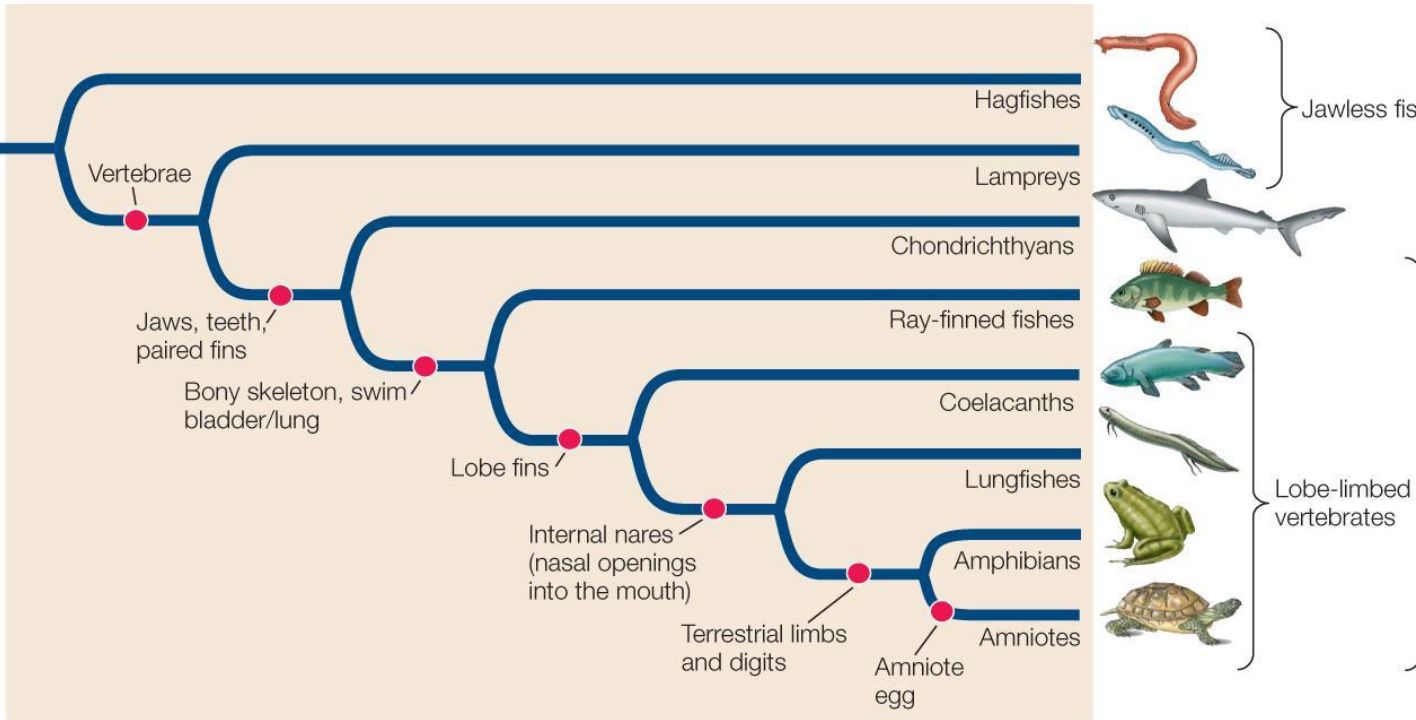 Hagfishes
Jawless fis
Vertebrae
Lampreys
Chondrichthyans
Jaws, teeth,
paired fins
Ray-finned fishes
Bony skeleton, swim
bladder/lung
Coelacanths
Lobe fins
Lungfishes
Lobe-limbed
vertebrates
Internal nares
(nasal openings
into the mouth)
Amphibians
Terrestrial limbs
and digits
Amniotes
Amniote
egg